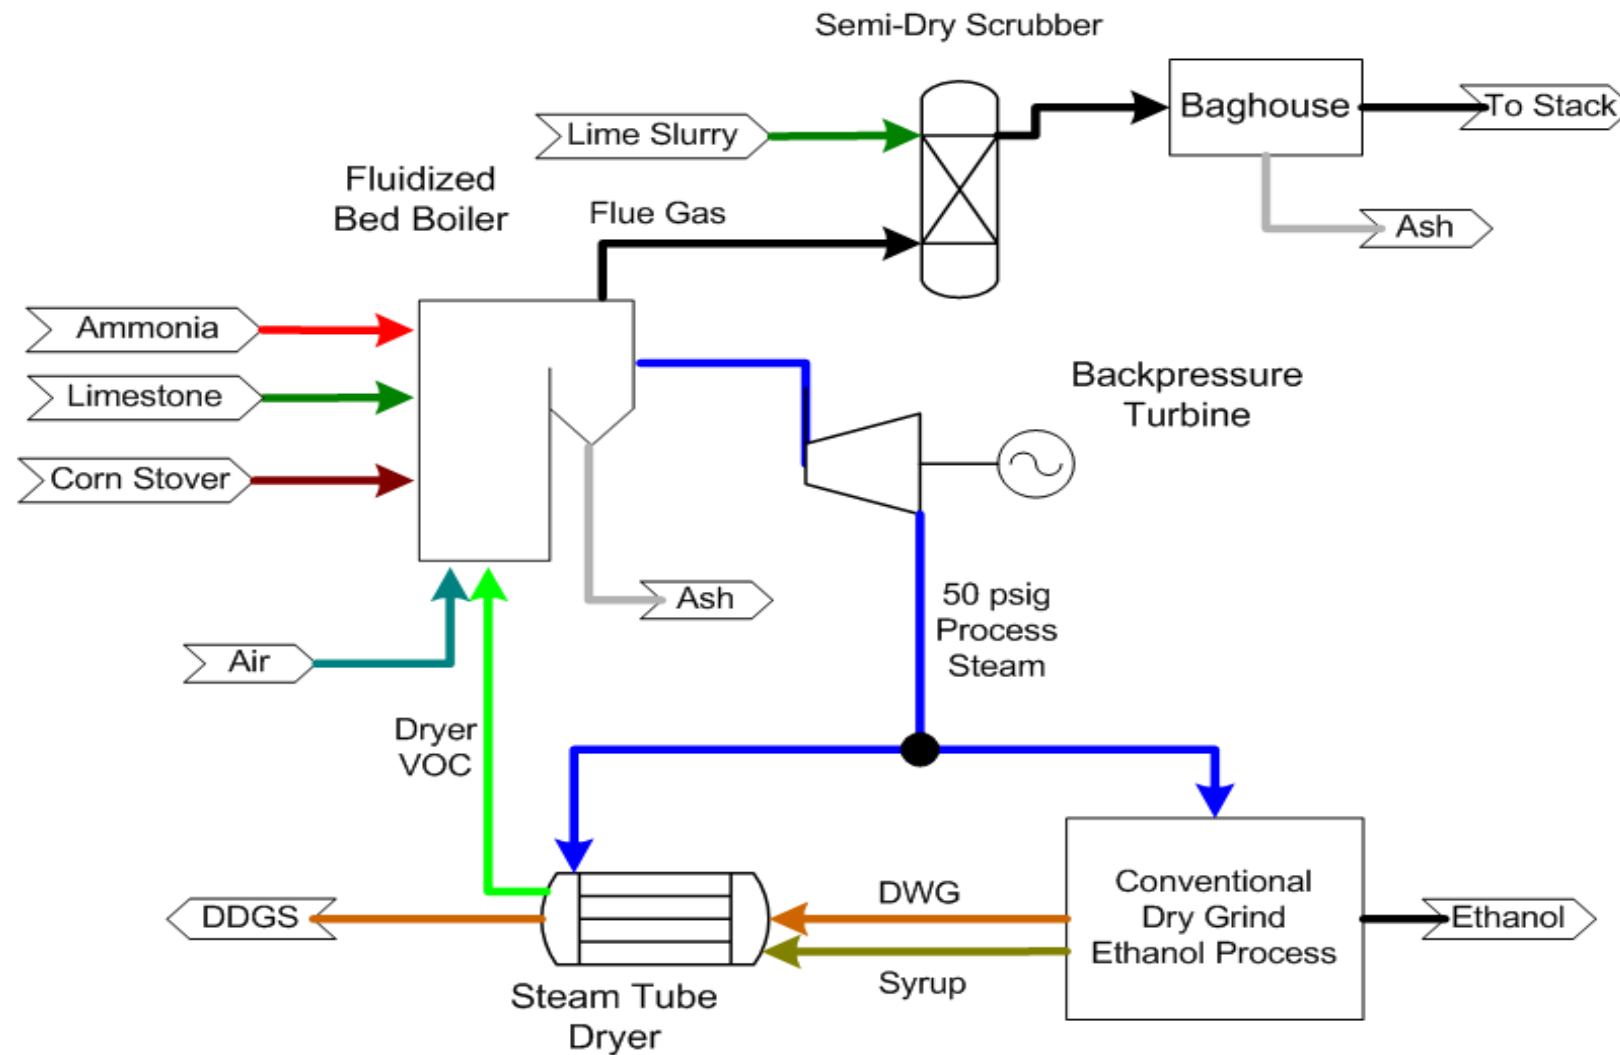 Semi-Dry Scrubber
Baghouse
To Stack
Lime Slurry
Fluidized
Bed Boiler
Flue Gas
Ash
Ammonia
Limestone
Corn Stover
Backpressure
Turbine
Ash
50 psig
Process
Steam
Air
Dryer
VOC
DDGS
DWG
Conventional
Dry Grind
Ethanol Process
Ethanol
Syrup
Steam Tube
Dryer